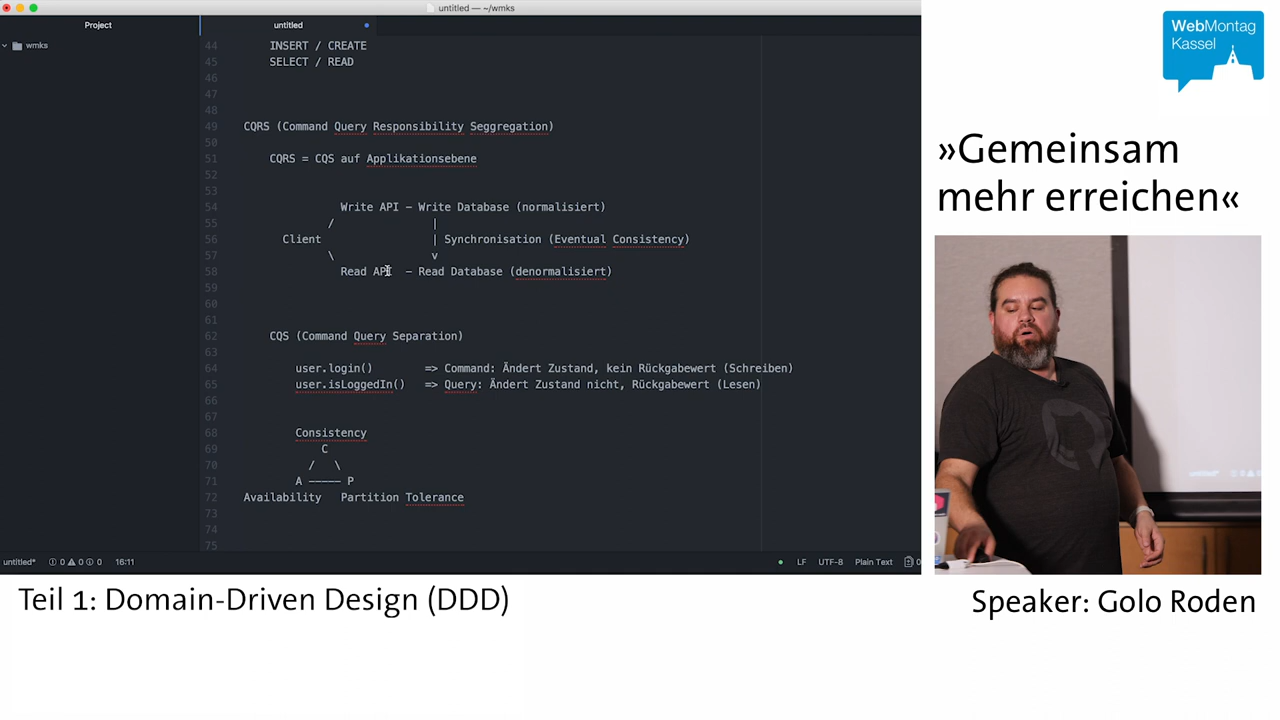 untitled — ~/wmks
Project
untitled
wmks
44 INSERT / CREATE
45 SELECT / READ
46
47
48
49 CQRS (Command Query Responsibility Seggregation)
50
51 CQRS = CQS auf Applikationsebene
52
53
54 Write API – Write Database (normalisiert)
55 / |
56 Client | Synchronisation (Eventual Consistency)
57 \ v
58 Read API – Read Database (denormalisiert)
59
60
61
62 CQS (Command Query Separation)
63
64 user.login() => Command: Ändert Zustand, kein Rückgabewert (Schreiben)
65 user.isLoggedIn() => Query: Ändert Zustand nicht, Rückgabewert (Lesen)
66
67
68 Consistency
69 C
70 / \
71 A ––––– P
72 Availability Partition Tolerance
73
74
75
untitled* 0 0 0 16:11 LF UTF-8 Plain Text 0
WebMontag
Kassel
»Gemeinsam
mehr erreichen«
Teil 1: Domain-Driven Design (DDD)
Speaker: Golo Roden